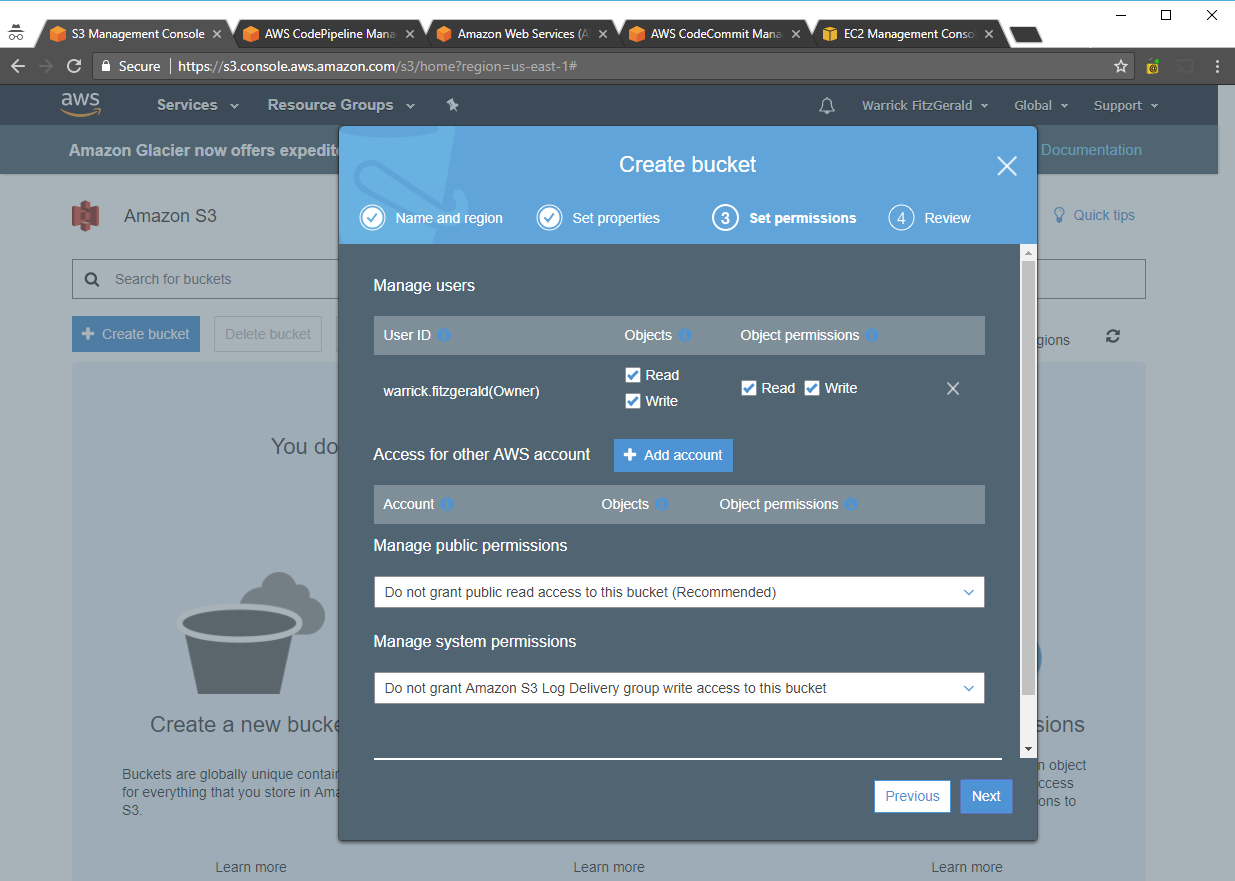 S3 Management Console
AWS CodePipeline Mana
Amazon Web Services (A
AWS CodeCommit Mana
EC2 Management Conso
Secure
https://s3.console.aws.amazon.com/s3/home?region=us-east-1#
aws
Services
Resource Groups
Warrick FitzGerald
Global
Support
Amazon Glacier now offers expedit
Documentation
Create bucket
Name and region
Set properties
3 Set permissions
4 Review
Amazon S3
Quick tips
Search for buckets
Create bucket
Delete bucket
gions
Manage users
User ID
Objects
Object permissions
warrick.fitzgerald(Owner)
Read
Write
Read
Write
Access for other AWS account
Add account
Account
Objects
Object permissions
Manage public permissions
Do not grant public read access to this bucket (Recommended)
Manage system permissions
Do not grant Amazon S3 Log Delivery group write access to this bucket
Previous
Next
You do
Create a new bucke
Buckets are globally unique contain
for everything that you store in Ama
S3.
Learn more
Learn more
sions
n object
ccess
ons to
Learn more